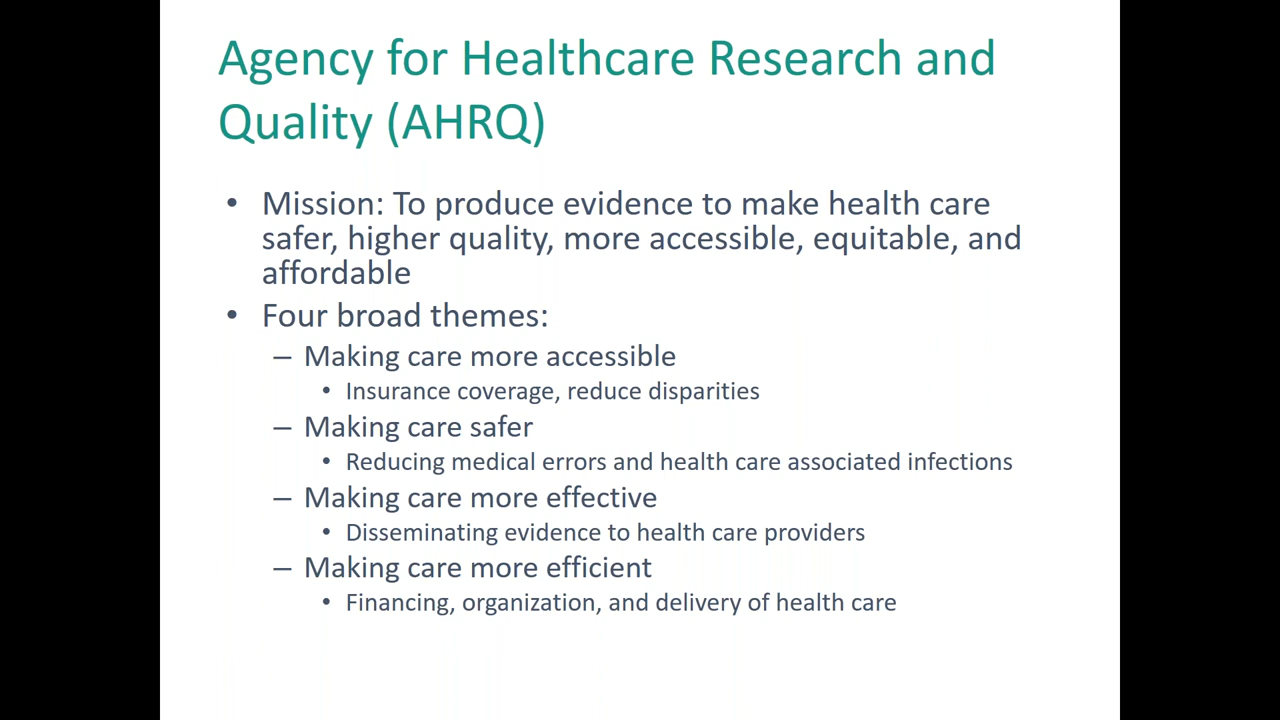 Agency for Healthcare Research and
Quality (AHRQ)
• Mission: To produce evidence to make health care
safer, higher quality, more accessible, equitable, and
affordable
• Four broad themes:
– Making care more accessible
• Insurance coverage, reduce disparities
– Making care safer
• Reducing medical errors and health care associated infections
– Making care more effective
• Disseminating evidence to health care providers
– Making care more efficient
• Financing, organization, and delivery of health care